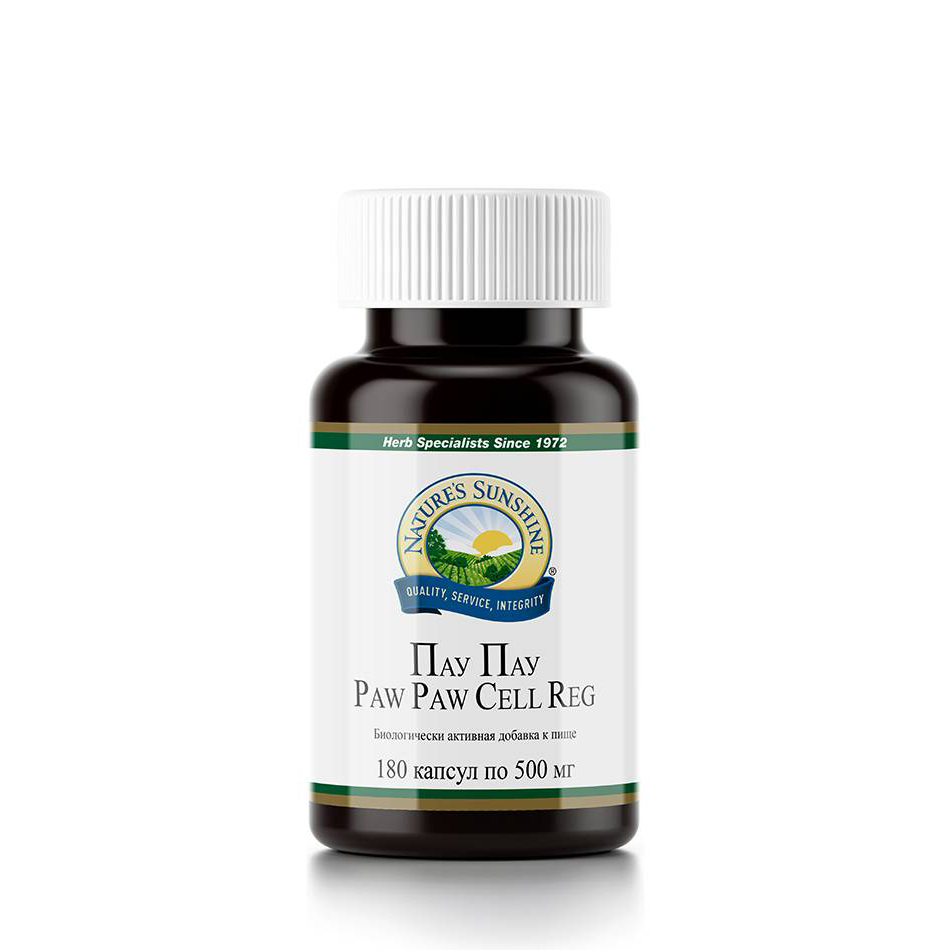 Herb Specialists Since 1972
NATURE'S SUNSHINE
®
QUALITY, SERVICE, INTEGRITY
ПАУ ПАУ
PAW PAW CELL REG
Биологически активная добавка к пище
180 капсул по 500 мг